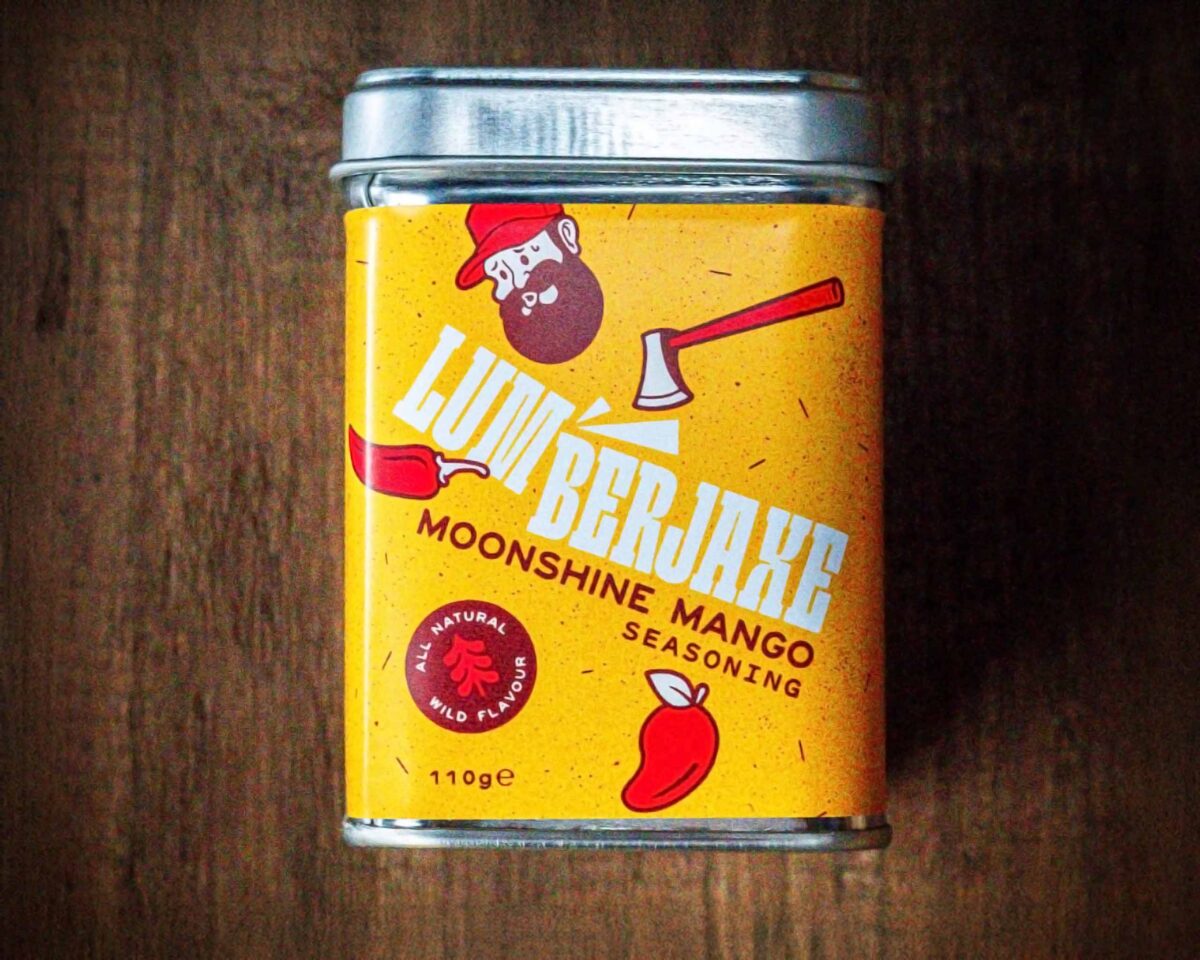 LUMBERJAXE
MOONSHINE MANGO
SEASONING
ALL NATURAL
WILD FLAVOUR
110g℮